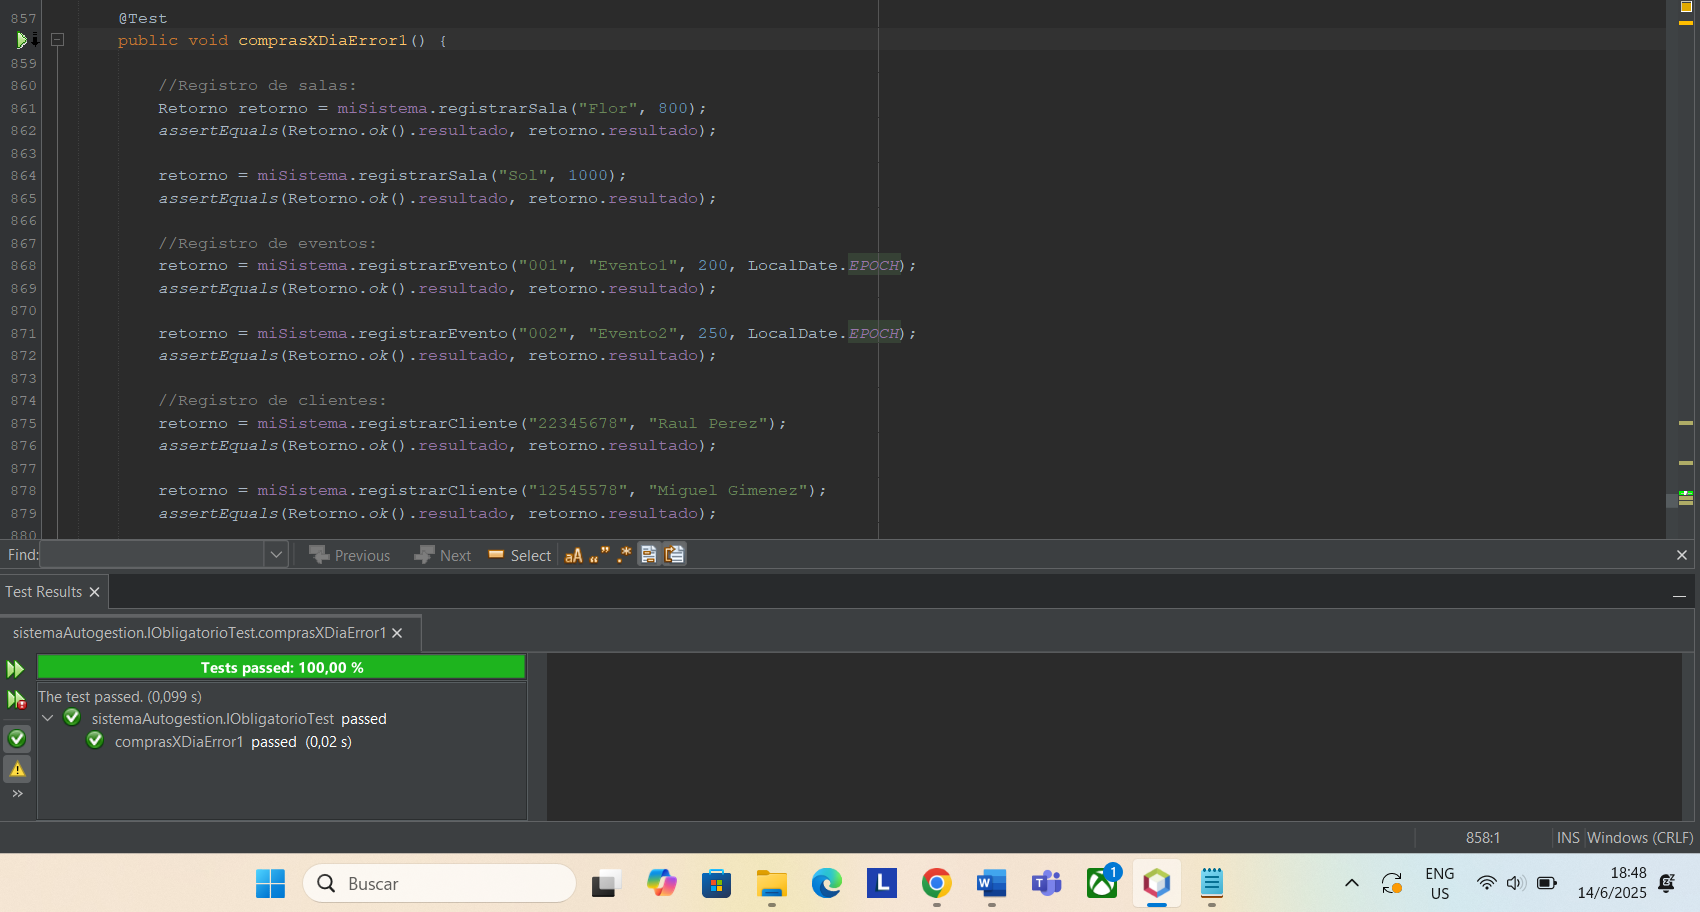 857 @Test
public void comprasXDiaError1() {
859
860 //Registro de salas:
861 Retorno retorno = miSistema.registrarSala("Flor", 800);
862 assertEquals(Retorno.ok().resultado, retorno.resultado);
863
864 retorno = miSistema.registrarSala("Sol", 1000);
865 assertEquals(Retorno.ok().resultado, retorno.resultado);
866
867 //Registro de eventos:
868 retorno = miSistema.registrarEvento("001", "Evento1", 200, LocalDate.EPOCH);
869 assertEquals(Retorno.ok().resultado, retorno.resultado);
870
871 retorno = miSistema.registrarEvento("002", "Evento2", 250, LocalDate.EPOCH);
872 assertEquals(Retorno.ok().resultado, retorno.resultado);
873
874 //Registro de clientes:
875 retorno = miSistema.registrarCliente("22345678", "Raul Perez");
876 assertEquals(Retorno.ok().resultado, retorno.resultado);
877
878 retorno = miSistema.registrarCliente("12545578", "Miguel Gimenez");
879 assertEquals(Retorno.ok().resultado, retorno.resultado);
880
Find: Previous Next Select aA “” .*
Test Results
sistemaAutogestion.IObligatorioTest.comprasXDiaError1
Tests passed: 100,00 %
The test passed. (0,099 s)
sistemaAutogestion.IObligatorioTest passed
comprasXDiaError1 passed (0,02 s)
858:1 INS Windows (CRLF)
Buscar
L
W
T
1
ENG
US
18:48
14/6/2025